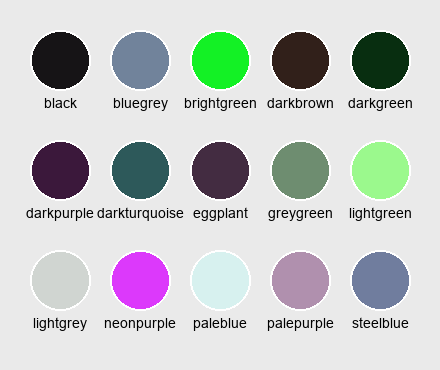 black bluegrey brightgreen darkbrown darkgreen
darkpurple darkturquoise eggplant greygreen lightgreen
lightgrey neonpurple paleblue palepurple steelblue